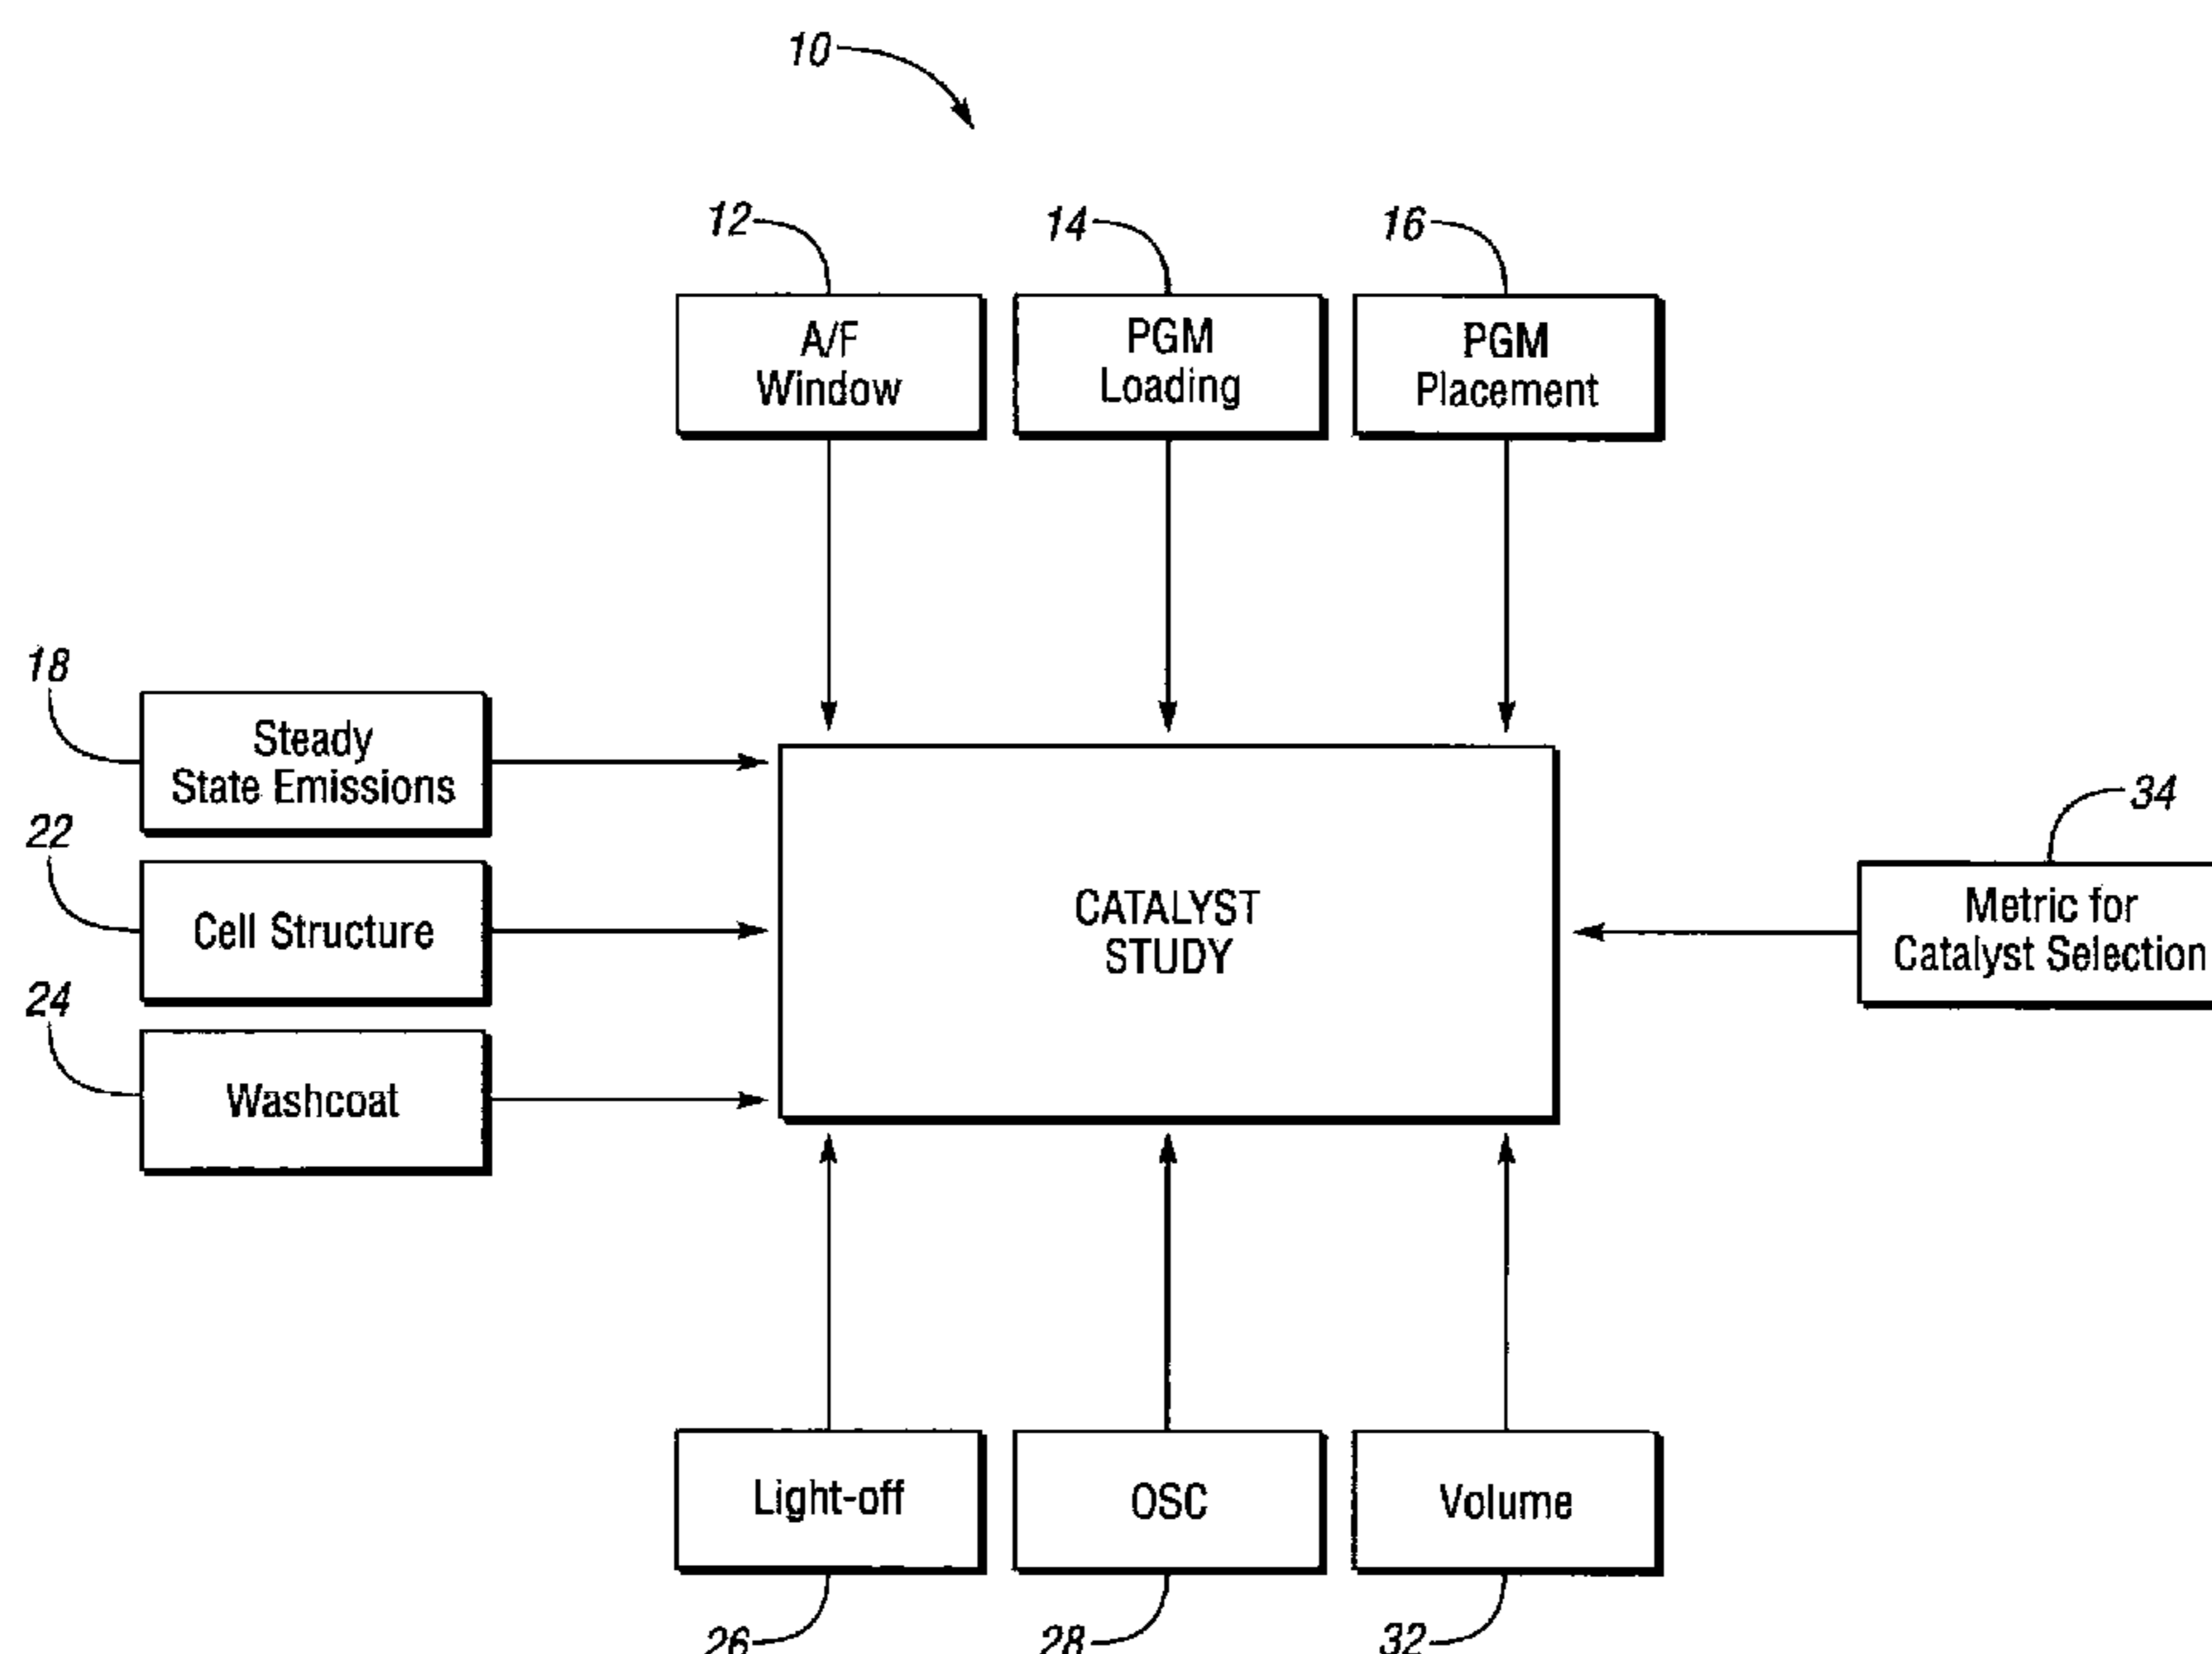 10
12
14
16
A/F
Window
PGM
Loading
PGM
Placement
18
Steady
State Emissions
22
Cell Structure
24
Washcoat
CATALYST
STUDY
34
Metric for
Catalyst Selection
Light-off
OSC
Volume
26
28
32